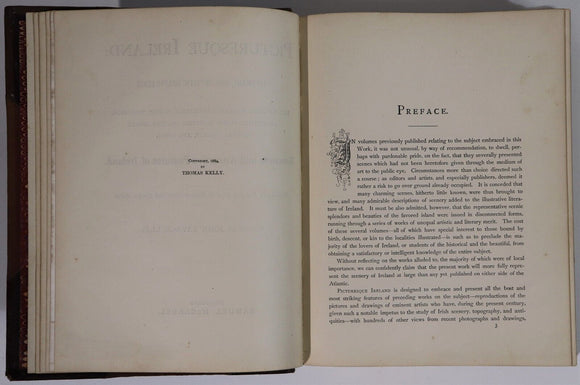 COPYRIGHT, 1884,
BY
THOMAS KELLY.
PREFACE.
IN volumes previously published relating to the subject embraced in this
Work, it was not unusual, by way of recommendation, to dwell, per-
haps with pardonable pride, on the fact, that they severally presented
scenes which had not been heretofore given through the medium of
art to the public eye. Circumstances more than choice directed such
a course; as editors and artists, and especially publishers, deemed it
rather a risk to go over ground already occupied. It is conceded that
many charming scenes, hitherto little known, were thus brought to
view, and many admirable descriptions of scenery added to the illustrative litera-
ture of Ireland. It must be also admitted, however, that the representative scenic
splendors and beauties of the favored island were issued in disconnected forms,
running through a series of works of unequal artistic and literary merit. The cost
of these several volumes—all of which have special interest to those bound by
birth, descent, or kin to the localities illustrated—is such as to preclude the ma-
jority of the lovers of Ireland, or students of the historical and the beautiful, from
obtaining a satisfactory or intelligent knowledge of the entire subject.
Without reflecting on the works alluded to, the majority of which were of local
importance, we can confidently claim that the present work will more fully repre-
sent the scenery of Ireland at large than any yet published on either side of the
Atlantic.
PICTURESQUE IRELAND is designed to embrace and present all the best and
most striking features of preceding works on the subject—reproductions of the
pictures and drawings of eminent artists who have, during the present century,
given such a notable impetus to the study of Irish scenery, topography, and anti-
quities—with hundreds of other views from recent photographs and drawings,
3